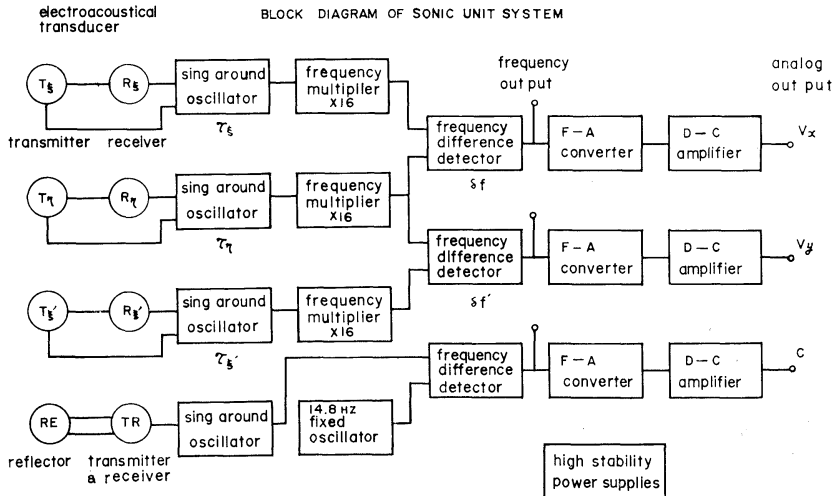 electroacoustical
transducer
BLOCK DIAGRAM OF SONIC UNIT SYSTEM
Tξ
Rξ
transmitter receiver
sing around
oscillator
τξ
frequency
multiplier
×16
frequency
out put
analog
out put
frequency
difference
detector
δf
F-A
converter
D-C
amplifier
Vx
Tη
Rη
sing around
oscillator
τη
frequency
multiplier
×16
frequency
difference
detector
δf′
F-A
converter
D-C
amplifier
Vy
Tξ′
Rξ′
sing around
oscillator
τξ′
frequency
multiplier
×16
frequency
difference
detector
F-A
converter
D-C
amplifier
C
RE
TR
reflector
transmitter
a receiver
sing around
oscillator
14.8 HZ
fixed
oscillator
high stability
power supplies